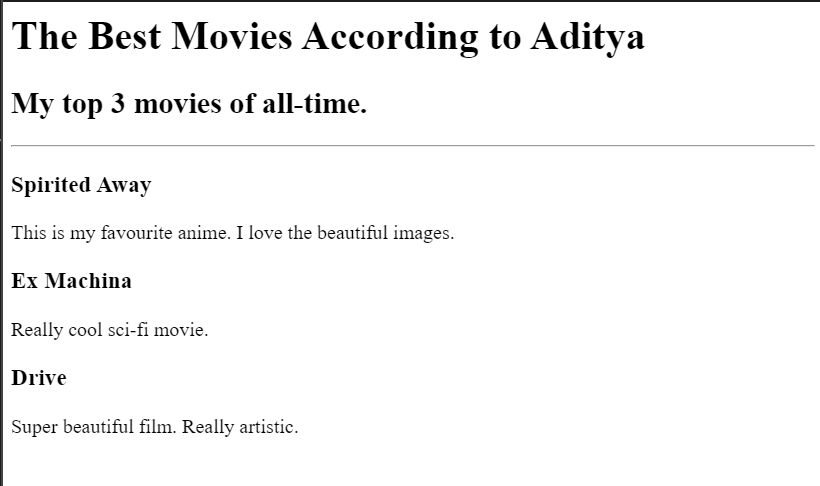 The Best Movies According to Aditya
My top 3 movies of all-time.
Spirited Away
This is my favourite anime. I love the beautiful images.
Ex Machina
Really cool sci-fi movie.
Drive
Super beautiful film. Really artistic.